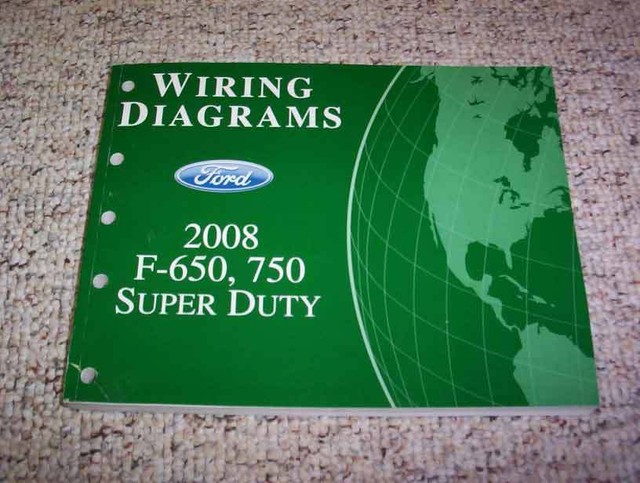 WIRING
DIAGRAMS
Ford
2008
F-650, 750
SUPER DUTY